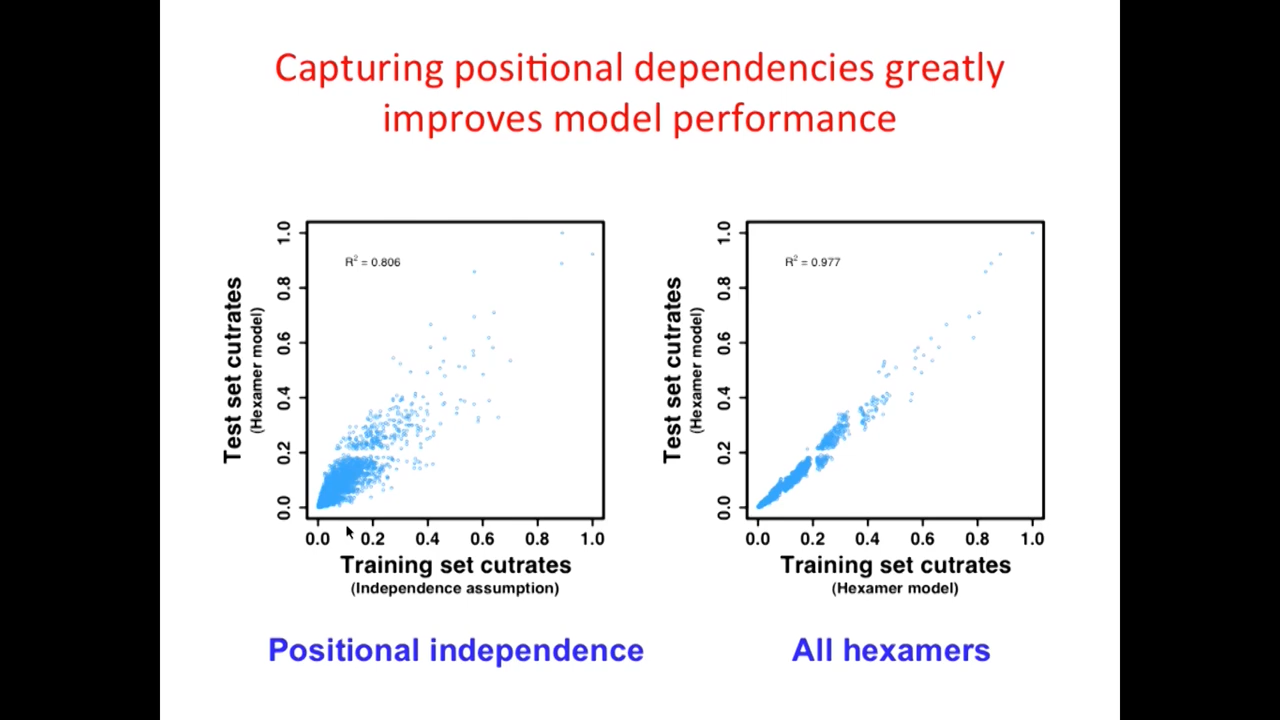 Capturing positional dependencies greatly
improves model performance
R² = 0.806
Test set cutrates
(Hexamer model)
1.0
0.8
0.6
0.4
0.2
0.0
0.0 0.2 0.4 0.6 0.8 1.0
Training set cutrates
(Independence assumption)
Positional independence
R² = 0.977
Test set cutrates
(Hexamer model)
1.0
0.8
0.6
0.4
0.2
0.0
0.0 0.2 0.4 0.6 0.8 1.0
Training set cutrates
(Hexamer model)
All hexamers